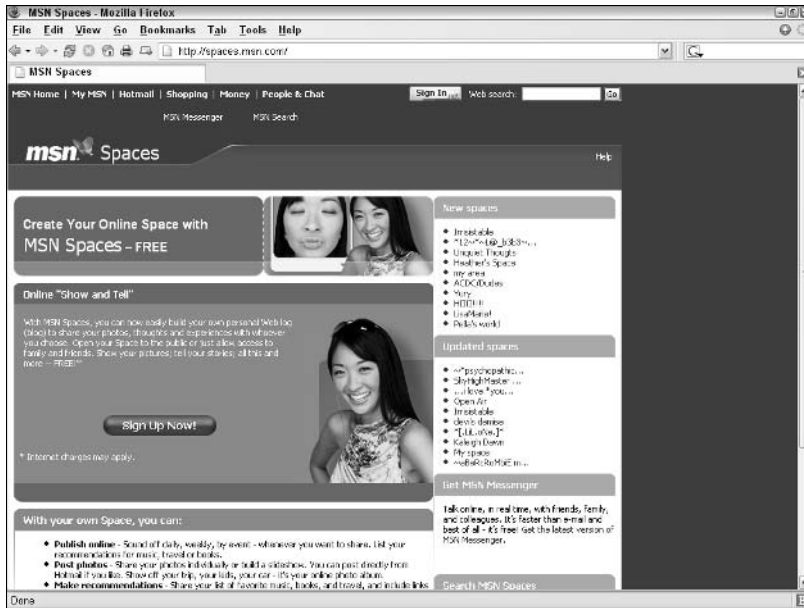 MSN Spaces - Mozilla Firefox
File Edit View Go Bookmarks Tab Tools Help
http://spaces.msn.com/
MSN Spaces
MSN Home | My MSN | Hotmail | Shopping | Money | People & Chat
Sign In
Web search:
Go
MSN Messenger MSN Search
msn Spaces
Help
Create Your Online Space with
MSN Spaces – FREE
Online "Show and Tell"
With MSN Spaces, you can now easily build your own personal Web log
(blog) to share your photos, thoughts and experiences with whoever
you choose. Open your Space to the public or just allow access to
family and friends. Show your pictures; tell your stories; all this and
more -- FREE!*
Sign Up Now!
* Internet charges may apply.
With your own Space, you can:
Publish online - Sound off daily, weekly, by event - whenever you want to share. List your
recommendations for music, travel or books.
Post photos - Share your photos individually or build a slideshow. You can post directly from
Hotmail if you like. Show off your trip, your kids, your car - it's your online photo album.
Make recommendations - Share your list of favorite music, books, and travel, and include links
New spaces
Irresistable
Unquiet Thougts
Heather's Space
my area
ACDC/Dudes
Yury
LisaMaria!
Pella's world
Updated spaces
~*psychopathic...
SkyHighMaster ...
...i love *you...
Open Air
Irresistable
devils demise
*[.LiL.oNe.]*
Kaleigh Dawn
My space
Get MSN Messenger
Talk online, in real time, with friends, family,
and colleagues. It's faster than e-mail and
best of all - it's free! Get the latest version of
MSN Messenger.
Search MSN Spaces
Done